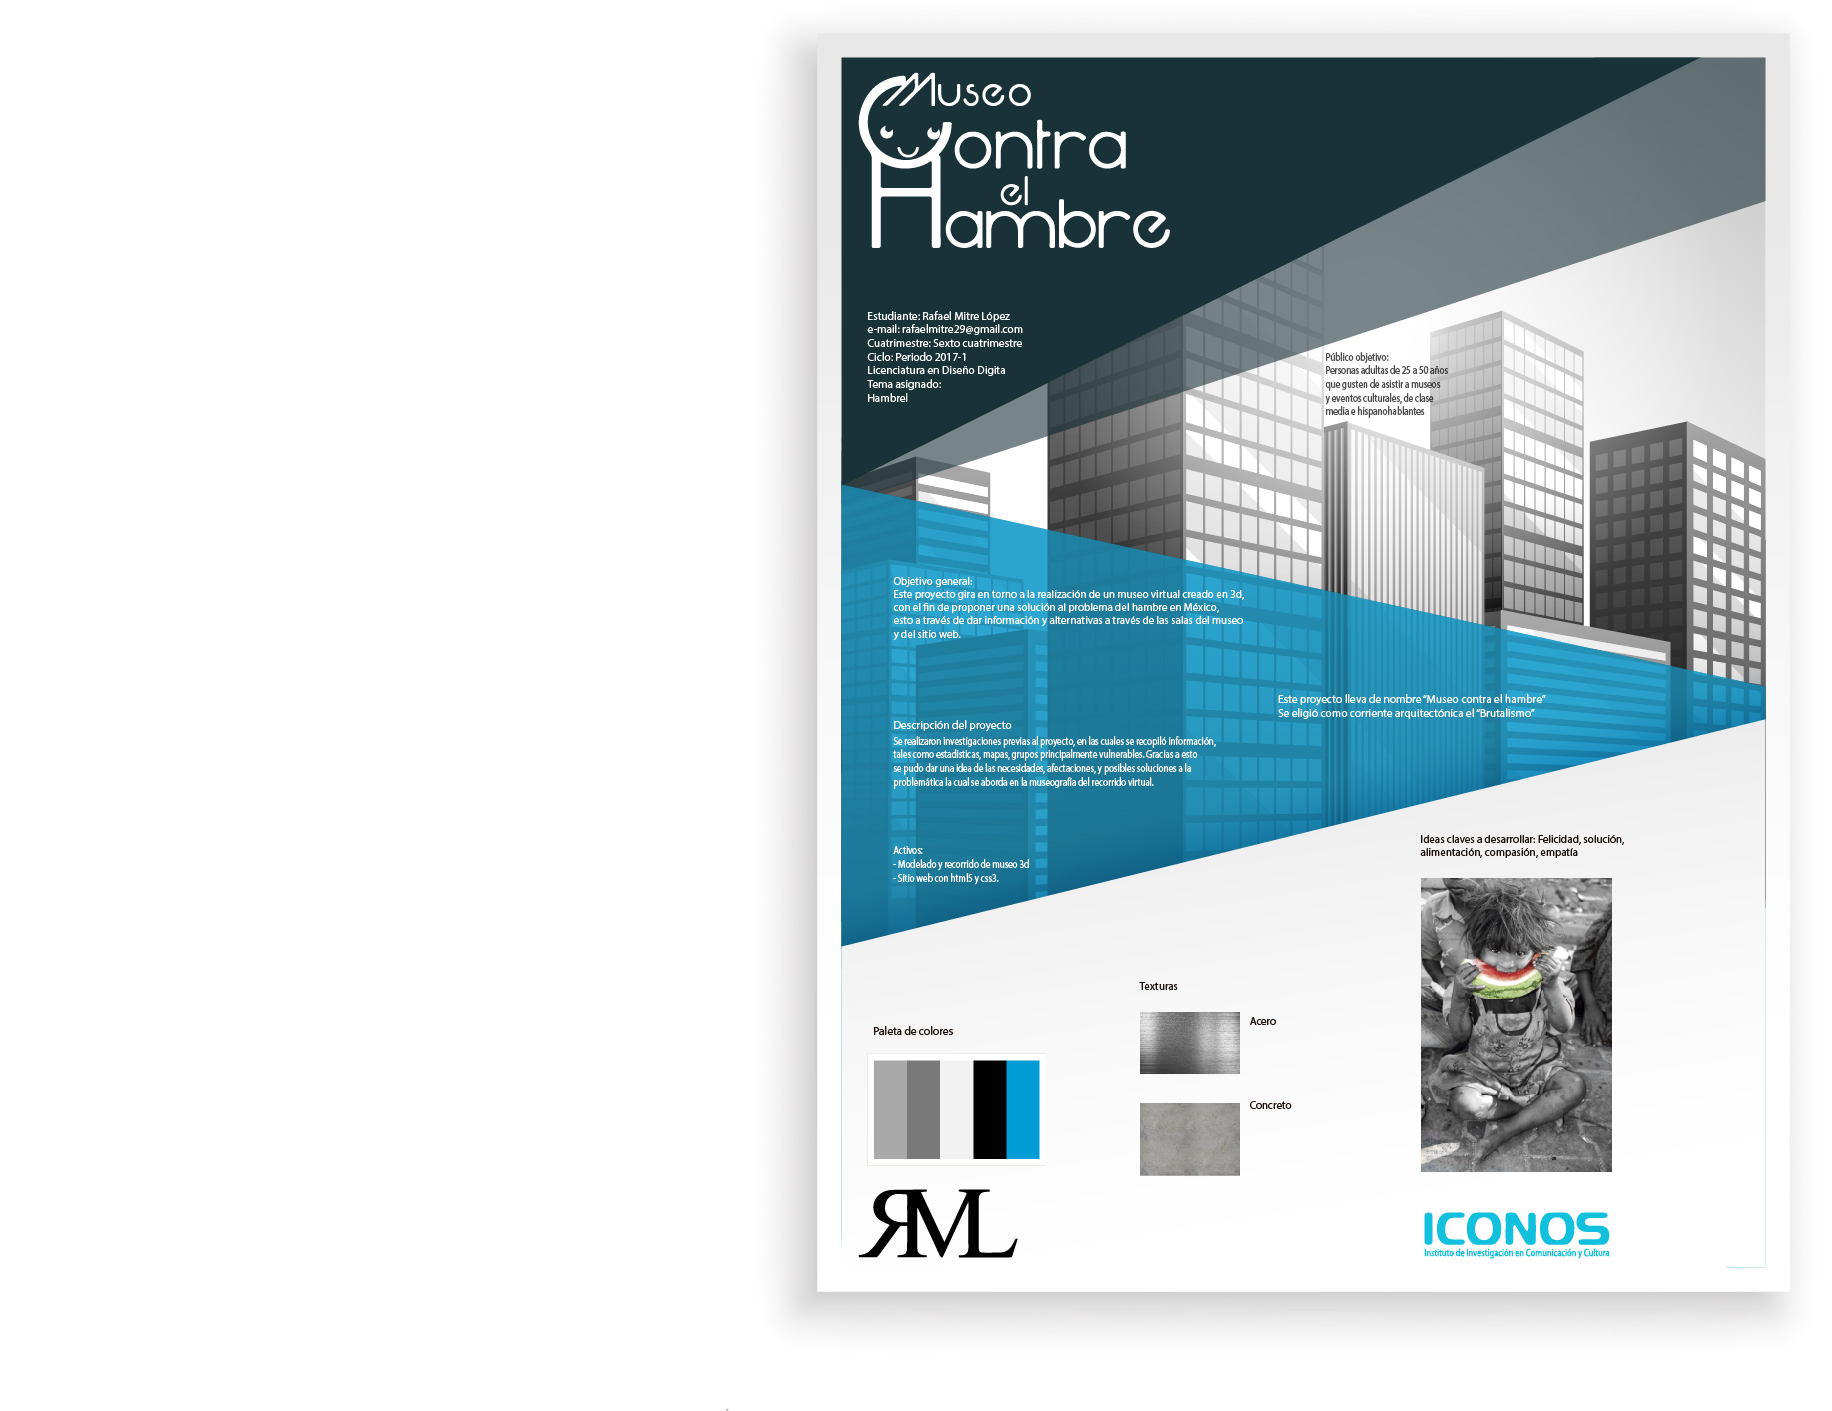 Museo
Contra
el
Hambre
Estudiante: Rafael Mitre López
e-mail: rafaelmitre29@gmail.com
Cuatrimestre: Sexto cuatrimestre
Ciclo: Periodo 2017-1
Licenciatura en Diseño Digita
Tema asignado:
Hambrel
Público objetivo:
Personas adultas de 25 a 50 años
que gusten de asistir a museos
y eventos culturales, de clase
media e hispanohablantes
Objetivo general:
Este proyecto gira en torno a la realización de un museo virtual creado en 3d,
con el fin de proponer una solución al problema del hambre en México,
esto a través de dar información y alternativas a través de las salas del museo
y del sitio web.
Este proyecto lleva de nombre “Museo contra el hambre”
Se eligió como corriente arquitectónica el “Brutalismo”
Descripción del proyecto
Se realizaron investigaciones previas al proyecto, en las cuales se recopiló información,
tales como estadisticas, mapas, grupos principalmente vulnerables. Gracias a esto
se pudo dar una idea de las necesidades, afectaciones, y posibles soluciones a la
problemática la cual se aborda en la museografía del recorrido virtual.
Activos:
- Modelado y recorrido de museo 3d
- Sitio web con html5 y css3.
Ideas claves a desarrollar: Felicidad, solución,
alimentación, compasión, empatía
Texturas
Acero
Concreto
Paleta de colores
RML
ICONOS
Instituto de Investigación en Comunicación y Cultura